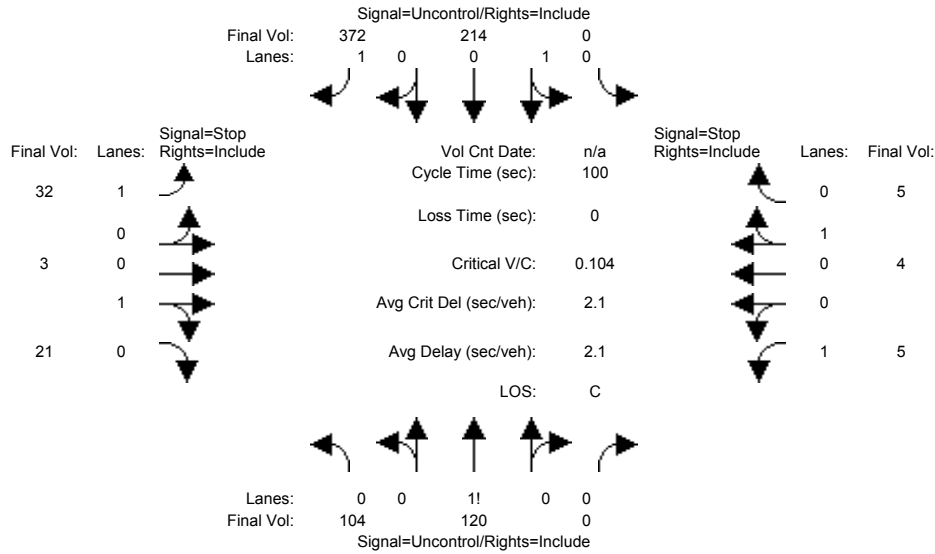 Signal=Uncontrol/Rights=Include
Final Vol: 372 214 0
Lanes: 1 0 0 1 0
Signal=Stop Signal=Stop
Final Vol: Lanes: Rights=Include Vol Cnt Date: n/a Rights=Include Lanes: Final Vol:
Cycle Time (sec): 100
32 1 0 5
Loss Time (sec): 0
0 1
3 0 Critical V/C: 0.104 0 4
1 Avg Crit Del (sec/veh): 2.1 0
21 0 Avg Delay (sec/veh): 2.1 1 5
LOS: C
Lanes: 0 0 1! 0 0
Final Vol: 104 120 0
Signal=Uncontrol/Rights=Include